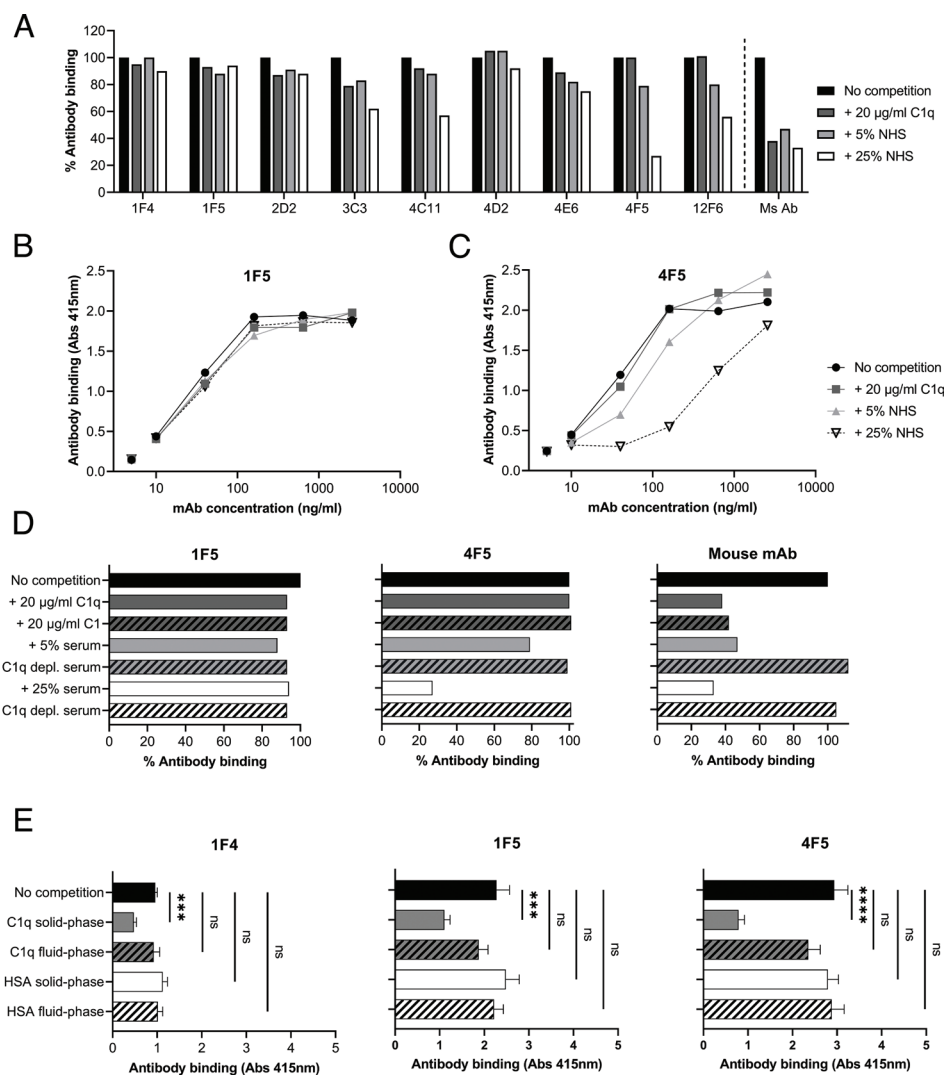 A
% Antibody binding
120
100
80
60
40
20
0
1F4 1F5 2D2 3C3 4C11 4D2 4E6 4F5 12F6 Ms Ab
No competition
+ 20 µg/ml C1q
+ 5% NHS
+ 25% NHS
B
1F5
Antibody binding (Abs 415nm)
2.5
2.0
1.5
1.0
0.5
0.0
10 100 1000 10000
mAb concentration (ng/ml)
C
4F5
Antibody binding (Abs 415nm)
2.5
2.0
1.5
1.0
0.5
0.0
10 100 1000 10000
mAb concentration (ng/ml)
No competition
+ 20 µg/ml C1q
+ 5% NHS
+ 25% NHS
D
1F5
No competition
+ 20 µg/ml C1q
+ 20 µg/ml C1
+ 5% serum
C1q depl. serum
+ 25% serum
C1q depl. serum
0 20 40 60 80 100
% Antibody binding
4F5
0 20 40 60 80 100
% Antibody binding
Mouse mAb
0 20 40 60 80 100
% Antibody binding
E
1F4
No competition
C1q solid-phase
C1q fluid-phase
HSA solid-phase
HSA fluid-phase
***
ns
ns
ns
0 1 2 3 4 5
Antibody binding (Abs 415nm)
1F5
***
ns
ns
ns
0 1 2 3 4 5
Antibody binding (Abs 415nm)
4F5
****
ns
ns
ns
0 1 2 3 4 5
Antibody binding (Abs 415nm)